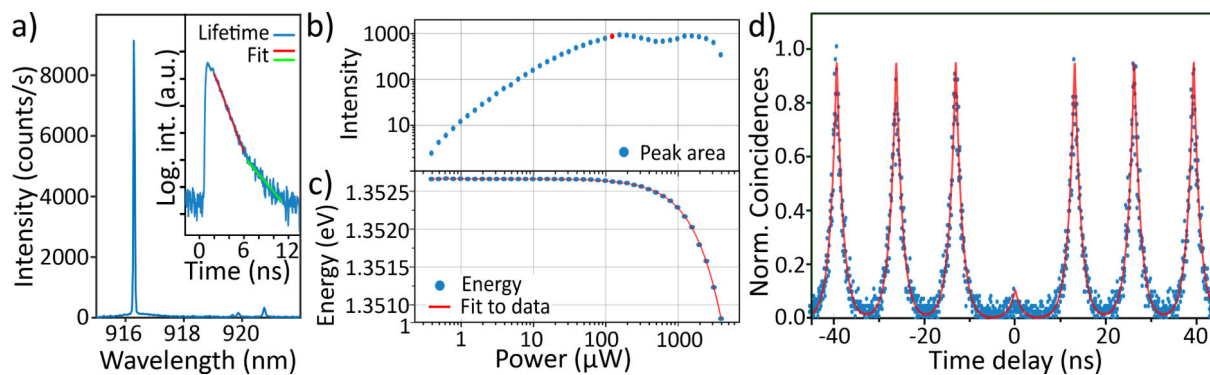 a)
Intensity (counts/s)
8000
6000
4000
2000
0
916
918
920
Wavelength (nm)
Lifetime
Fit
Log. int. (a.u.)
0
6
12
Time (ns)
b)
Intensity
1000
100
10
Peak area
c)
Energy (eV)
1.3525
1.3520
1.3515
1.3510
1
Energy
Fit to data
1
10
100
1000
Power (µW)
d)
Norm. Coincidences
1.0
0.8
0.6
0.4
0.2
0.0
-40
-20
0
20
40
Time delay (ns)